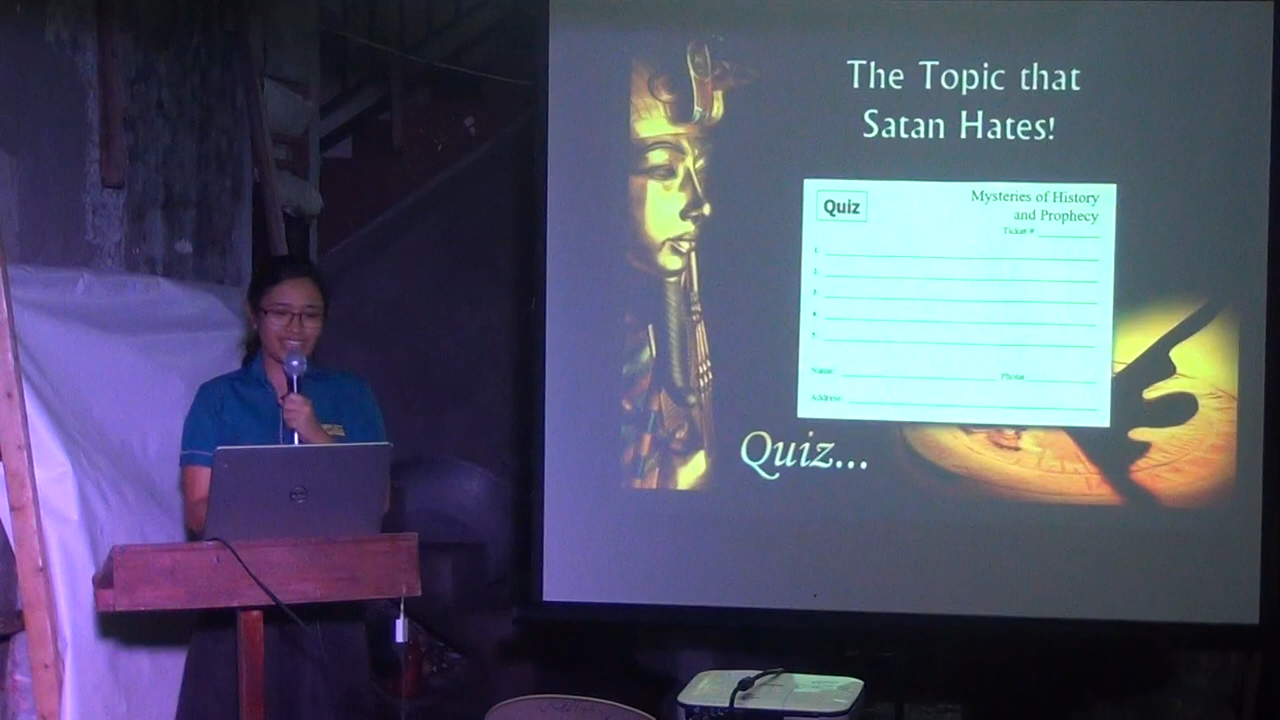 The Topic that
Satan Hates!
Quiz
Mysteries of History
and Prophecy
Ticket #
1.
2.
3.
4.
5.
Name:
Phone
Address:
Quiz...
DELL